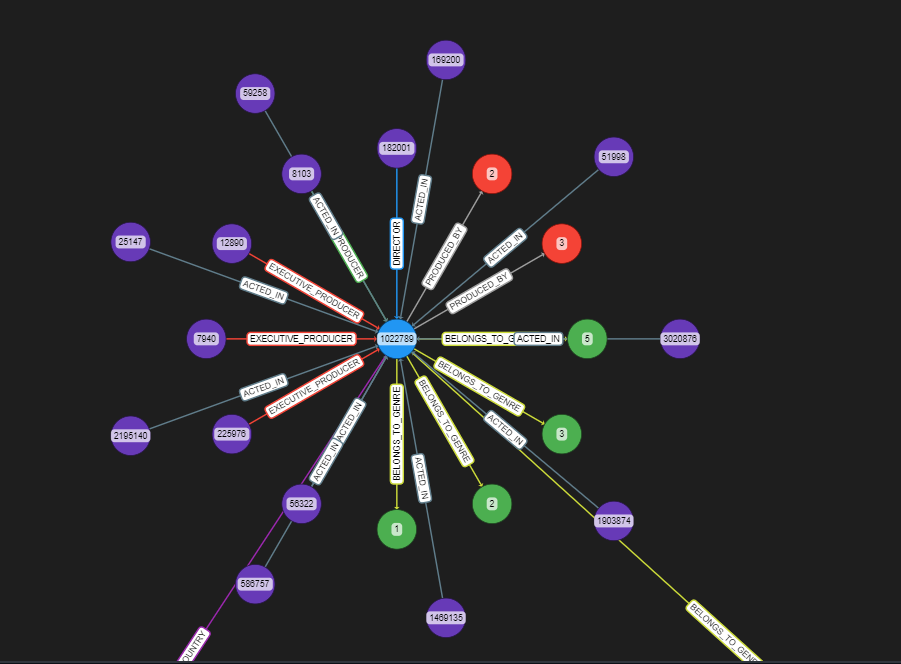 169200
59258
182001
51998
8103
2
ACTED_IN
ACTED_IN
RODUCER
DIRECTOR
PRODUCED_BY
ACTED_IN
25147
12890
3
EXECUTIVE_PRODUCER
ACTED_IN
PRODUCED_BY
7940
EXECUTIVE_PRODUCER
1022789
BELONGS_TO_G
ACTED_IN
5
3020876
ACTED_IN
EXECUTIVE_PRODUCER
BELONGS_TO_GENRE
BELONGS_TO_GENRE
BELONGS_TO_GENRE
2195140
225976
ACTED_IN
ACTED_IN
ACTED_IN
3
ACTED_IN
56322
2
1903874
1
586757
1469135
OUNTRY
BELONGS_TO_GEN